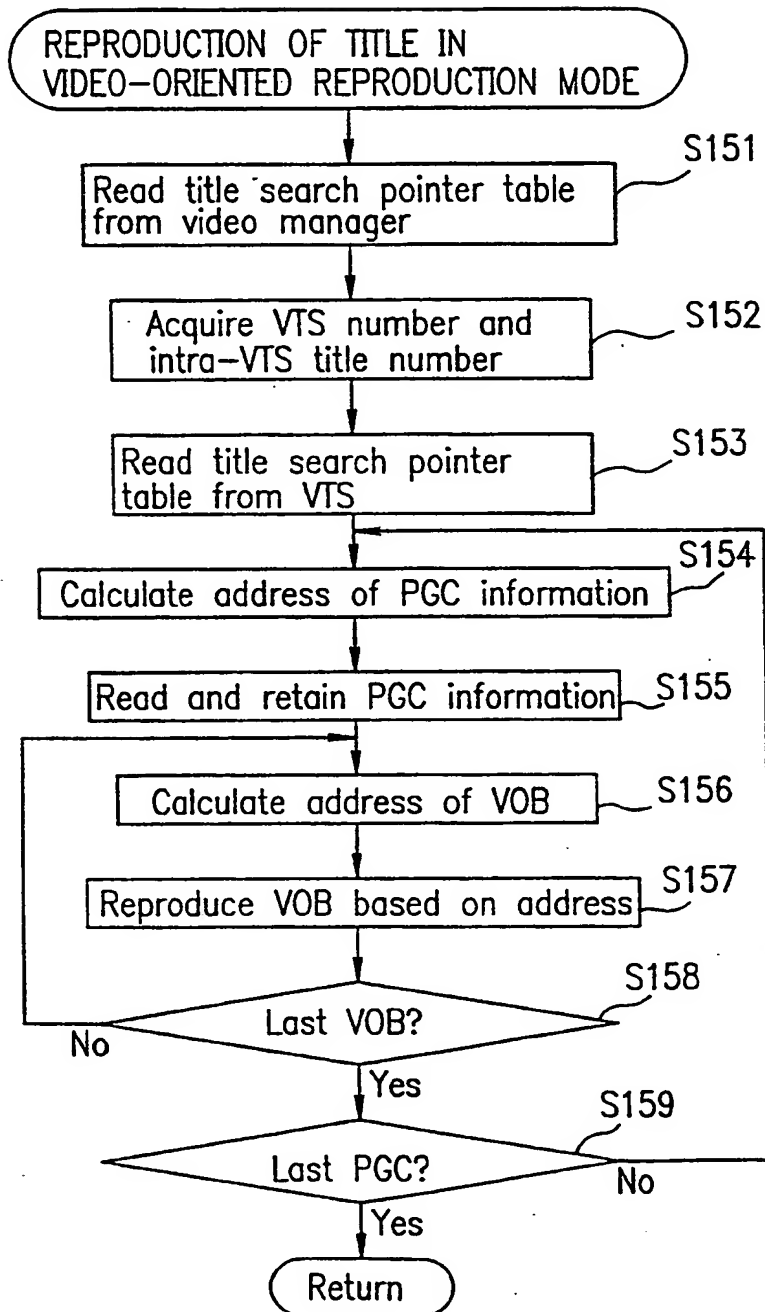 REPRODUCTION OF TITLE IN
VIDEO-ORIENTED REPRODUCTION MODE
S151
Read title search pointer table
from video manager
S152
Acquire VTS number and
intra-VTS title number
S153
Read title search pointer
table from VTS
S154
Calculate address of PGC information
S155
Read and retain PGC information
S156
Calculate address of VOB
S157
Reproduce VOB based on address
S158
Last VOB?
No
Yes
S159
Last PGC?
No
Yes
Return